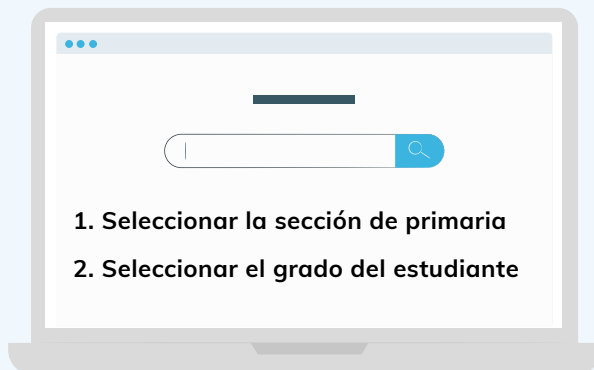 1. Seleccionar la sección de primaria
2. Seleccionar el grado del estudiante